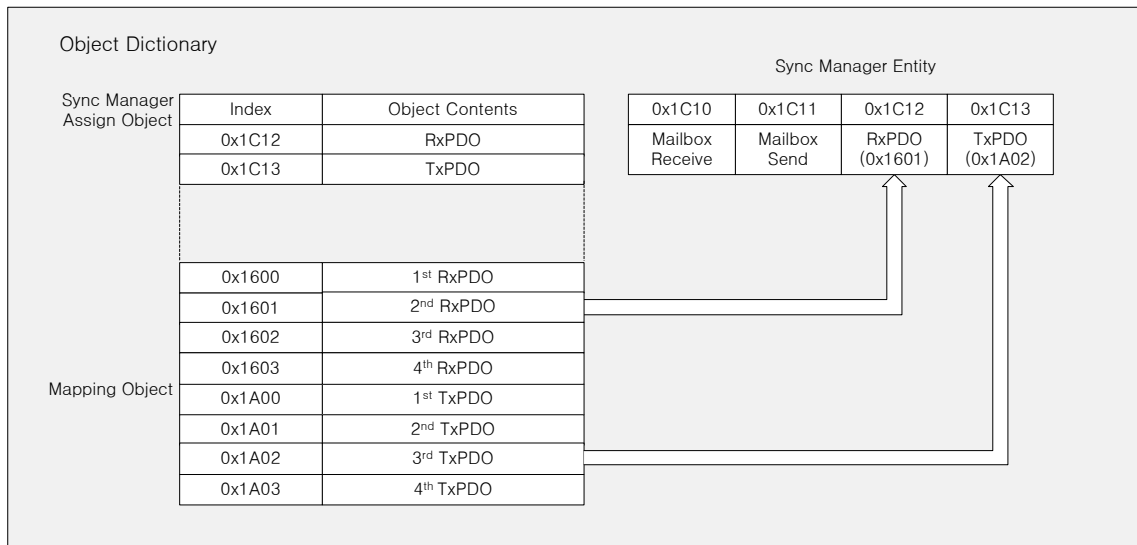 Object Dictionary
Sync Manager Entity
Sync Manager
Assign Object
Index Object Contents
0x1C12 RxPDO
0x1C13 TxPDO
0x1C10 0x1C11 0x1C12 0x1C13
Mailbox Receive Mailbox Send RxPDO (0x1601) TxPDO (0x1A02)
0x1600 1st RxPDO
0x1601 2nd RxPDO
0x1602 3rd RxPDO
0x1603 4th RxPDO
Mapping Object
0x1A00 1st TxPDO
0x1A01 2nd TxPDO
0x1A02 3rd TxPDO
0x1A03 4th TxPDO